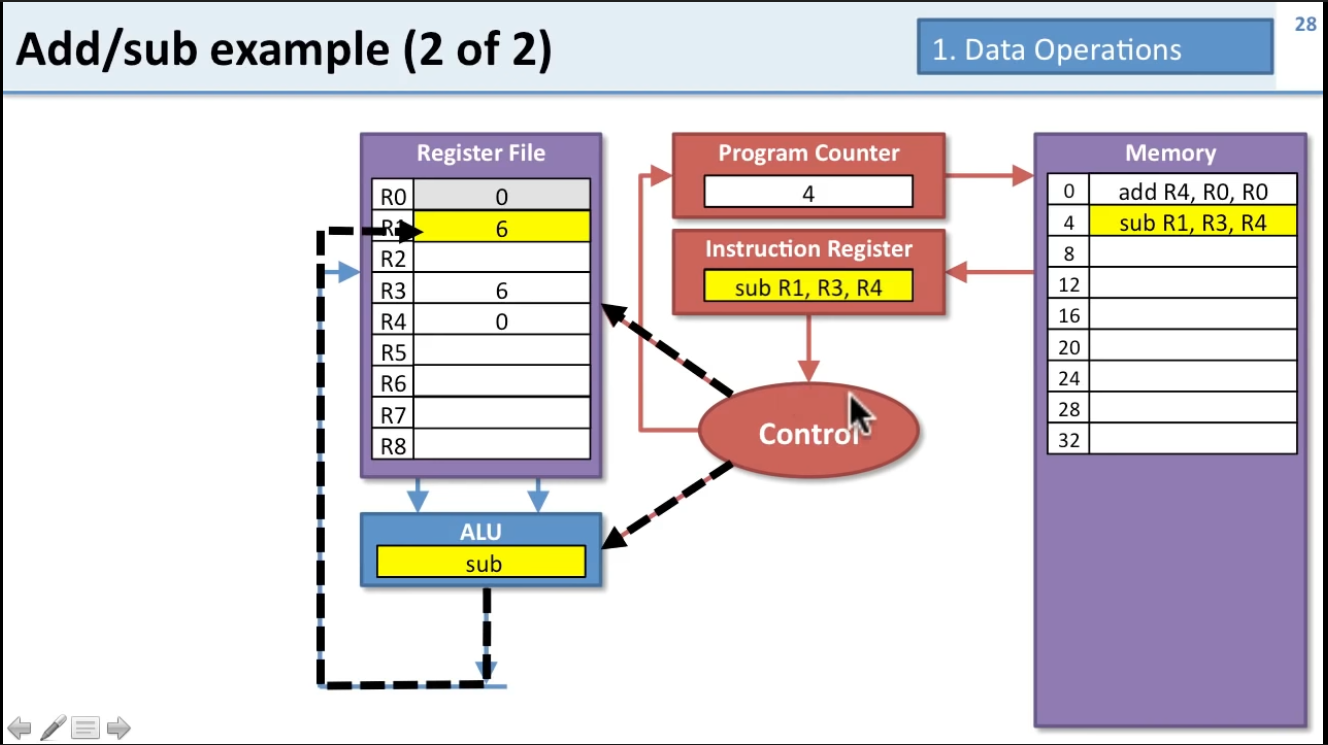 28
Add/sub example (2 of 2)
1. Data Operations
Register File
R0 0
R1 6
R2
R3 6
R4 0
R5
R6
R7
R8
ALU
sub
Program Counter
4
Instruction Register
sub R1, R3, R4
Control
Memory
0 add R4, R0, R0
4 sub R1, R3, R4
8
12
16
20
24
28
32